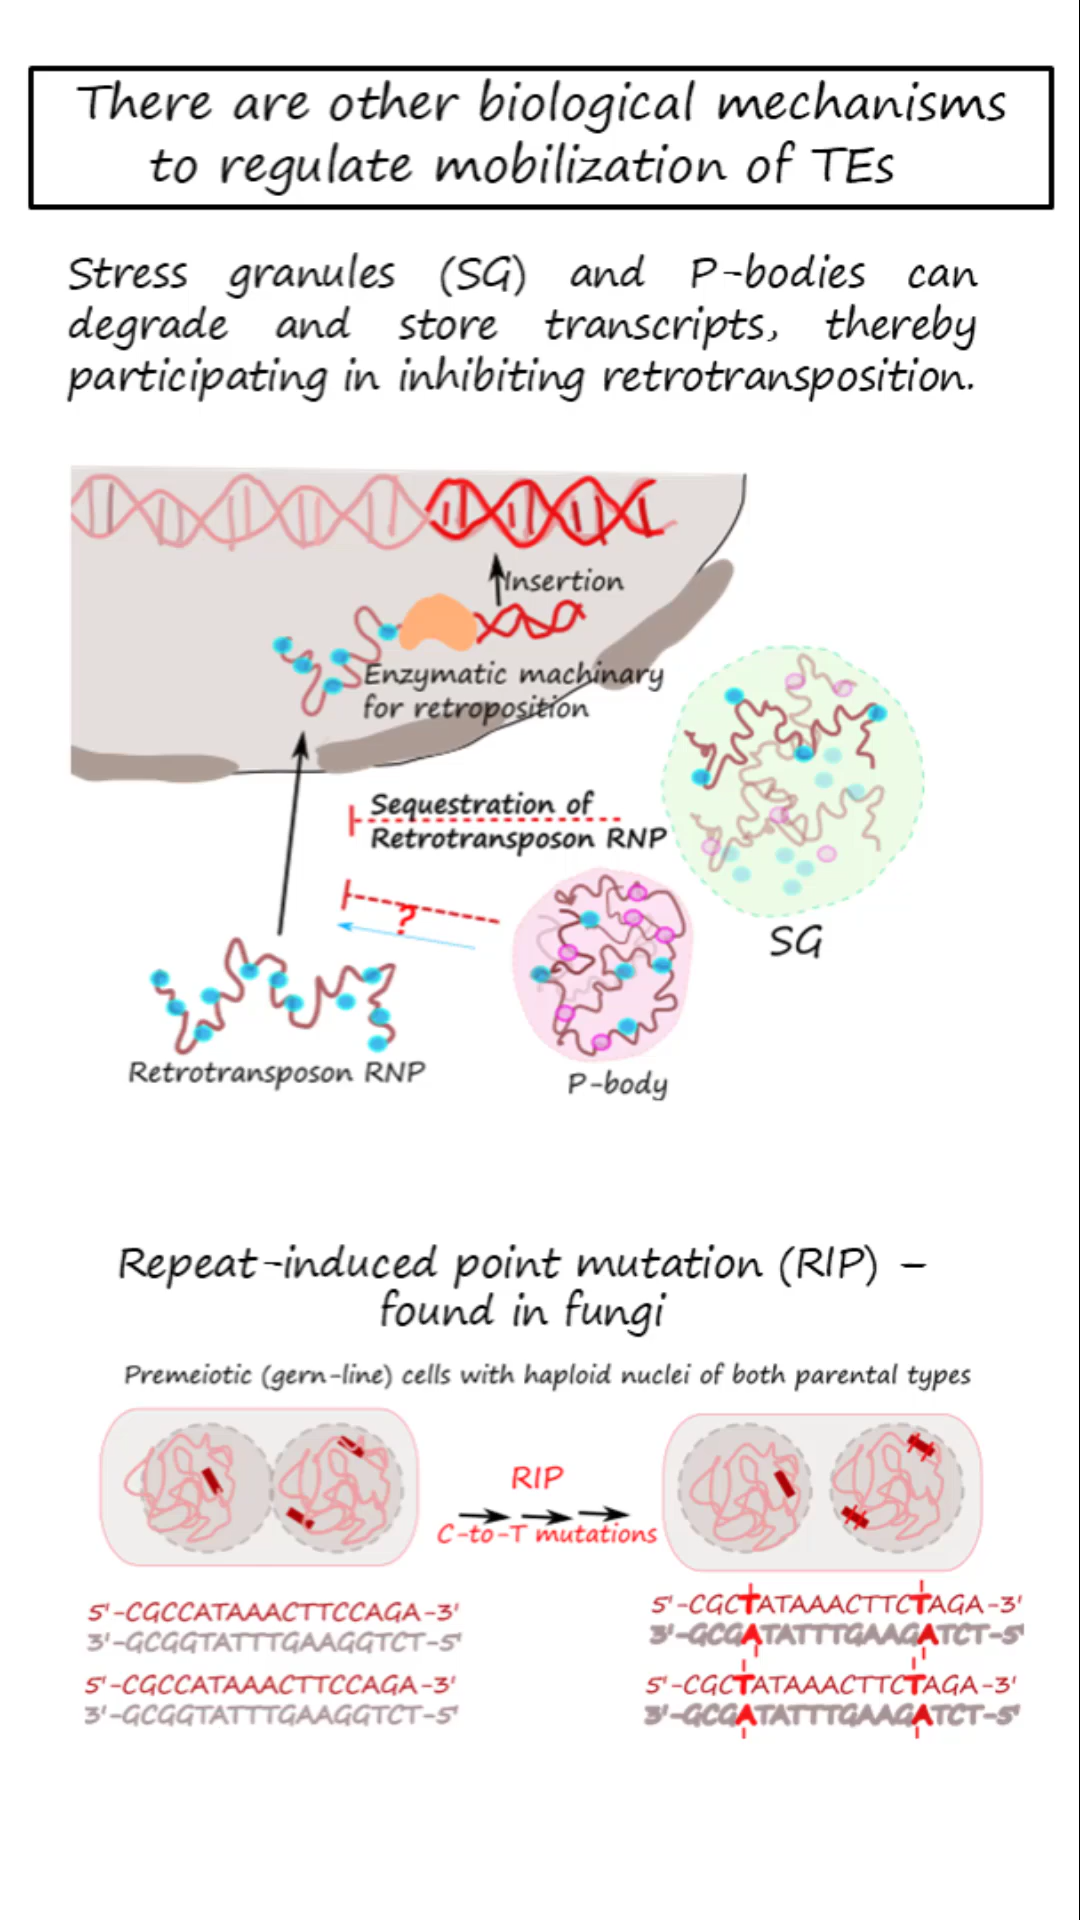 There are other biological mechanisms
to regulate mobilization of TEs
Stress granules (SG) and P-bodies can
degrade and store transcripts, thereby
participating in inhibiting retrotransposition.
Insertion
Enzymatic machinary
for retroposition
Sequestration of
Retrotransposon RNP
?
SG
Retrotransposon RNP
P-body
Repeat-induced point mutation (RIP) –
found in fungi
Premeiotic (gern-line) cells with haploid nuclei of both parental types
RIP
C-to-T mutations
5'-CGCCATAAACTTCCAGA-3'
3'-GCGGTATTTGAAGGTCT-5'
5'-CGCCATAAACTTCCAGA-3'
3'-GCGGTATTTGAAGGTCT-5'
5'-CGCTATAAACTTCTAGA-3'
3'-GCGATATTTGAAGATCT-5'
5'-CGCTATAAACTTCTAGA-3'
3'-GCGATATTTGAAGATCT-5'